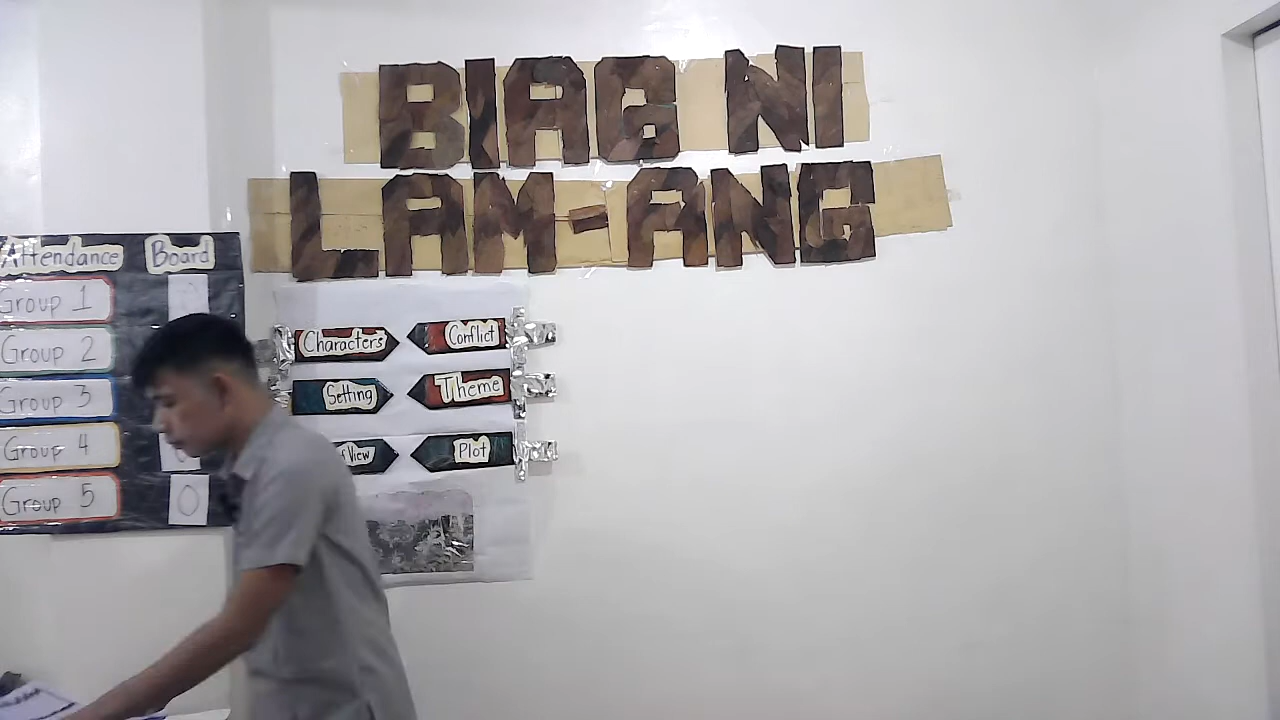 BIAG NI
LAM-ANG
Attendance Board
Group 1
Group 2
Group 3
Group 4
Group 5 0
Characters
Conflict
Setting
Theme
View
Plot